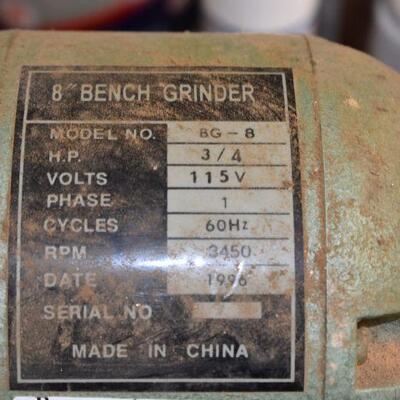 8" BENCH GRINDER
MODEL NO. BG-8
H.P. 3/4
VOLTS 115V
PHASE 1
CYCLES 60Hz
RPM 3450
DATE 1996
SERIAL NO
MADE IN CHINA